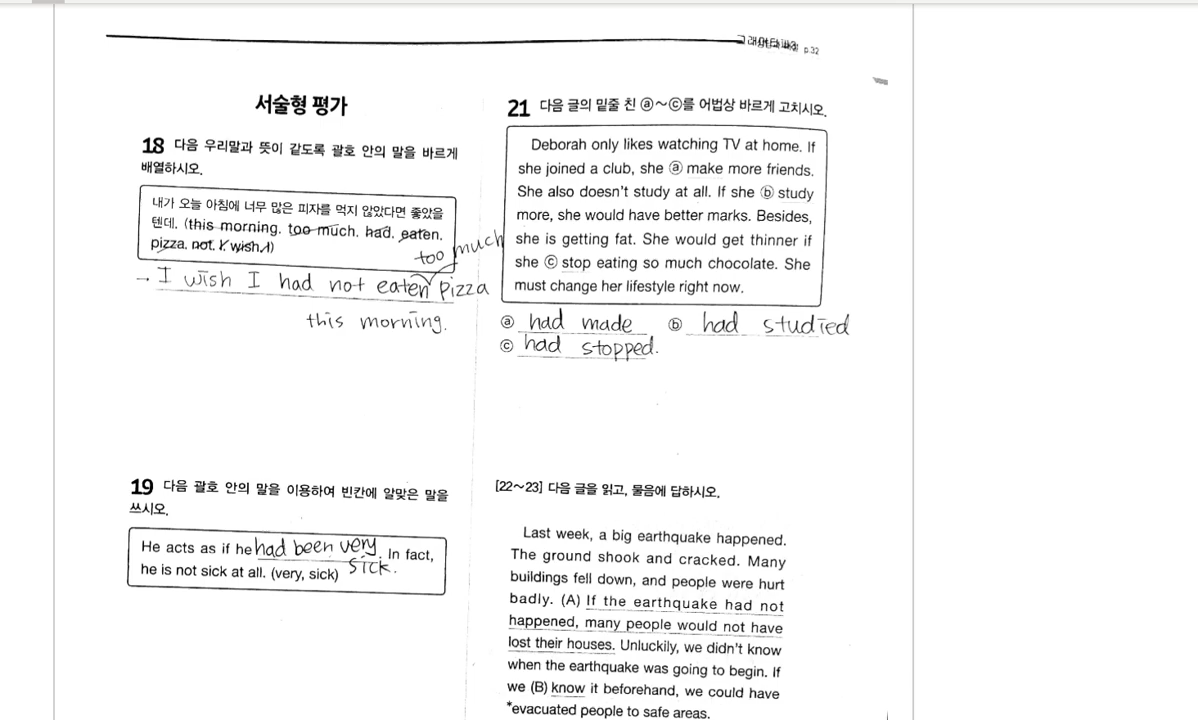 p.32
서술형 평가
18 다음 우리말과 뜻이 같도록 괄호 안의 말을 바르게
배열하시오.
내가 오늘 아침에 너무 많은 피자를 먹지 않았다면 좋았을
텐데. (this morning, too much, had, eaten,
pizza, not, I, wish, I)
too much
→ I wish I had not eaten pizza
this morning.
19 다음 괄호 안의 말을 이용하여 빈칸에 알맞은 말을
쓰시오.
He acts as if he had been very . In fact,
he is not sick at all. (very, sick) sick.
21 다음 글의 밑줄 친 ⓐ~ⓒ를 어법상 바르게 고치시오.
Deborah only likes watching TV at home. If
she joined a club, she ⓐ make more friends.
She also doesn't study at all. If she ⓑ study
more, she would have better marks. Besides,
she is getting fat. She would get thinner if
she ⓒ stop eating so much chocolate. She
must change her lifestyle right now.
ⓐ had made ⓑ had studied
ⓒ had stopped.
[22~23] 다음 글을 읽고, 물음에 답하시오.
Last week, a big earthquake happened.
The ground shook and cracked. Many
buildings fell down, and people were hurt
badly. (A) If the earthquake had not
happened, many people would not have
lost their houses. Unluckily, we didn't know
when the earthquake was going to begin. If
we (B) know it beforehand, we could have
*evacuated people to safe areas.